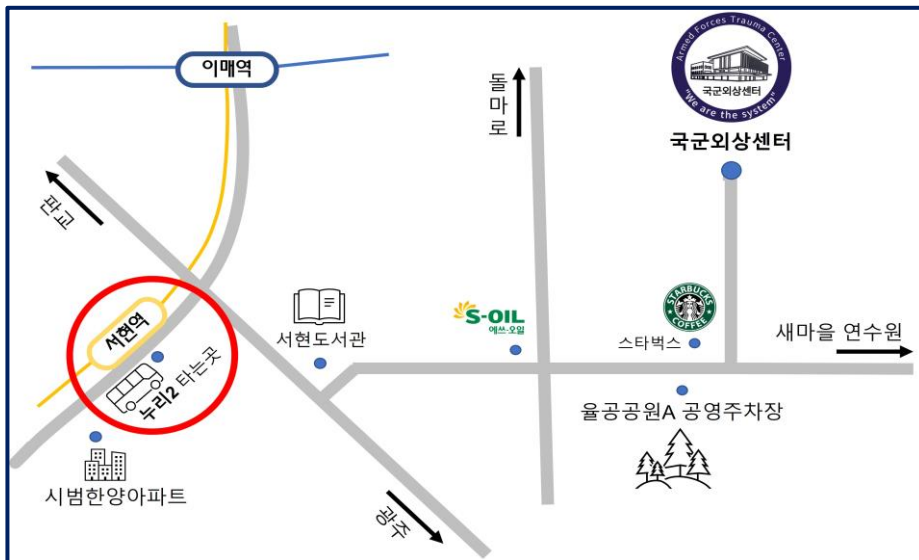 이매역
돌마로
Armed Forces Trauma Center
국군외상센터
"We are the system"
국군외상센터
판교
서현역
누리2 타는곳
서현도서관
S-OIL
에쓰-오일
STARBUCKS
COFFEE
스타벅스
새마을 연수원
율공공원A 공영주차장
시범한양아파트
광주